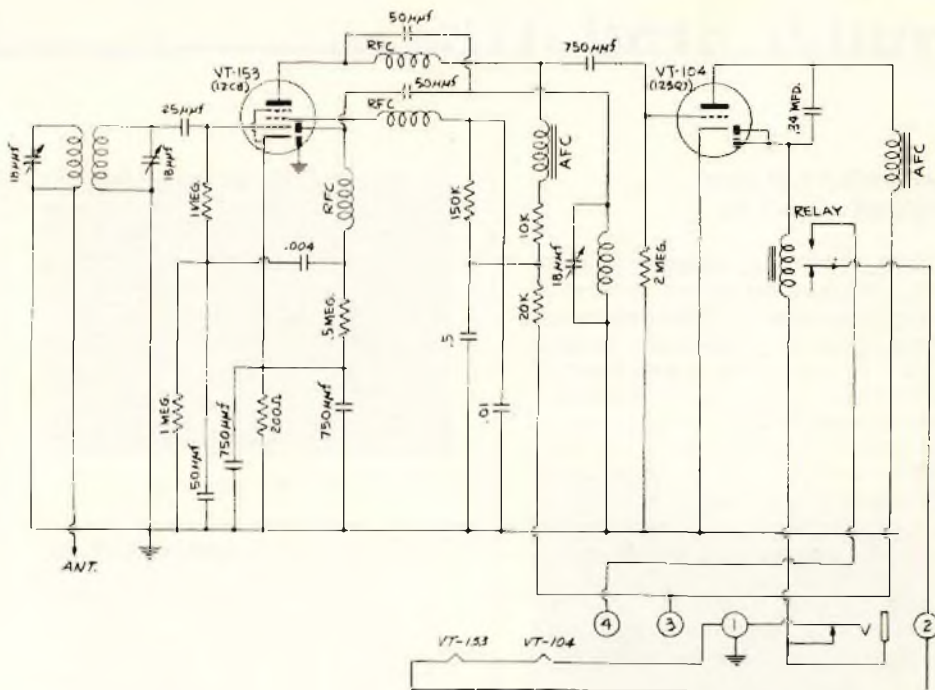 50μμf
RFC
750μμf
VT-153
(12C8)
VT-104
(12SQ7)
50μμf
RFC
25μμf
.34 MFD.
18μμf
18μμf
AFC
AFC
1 MEG.
RFC
150K
10K
RELAY
.004
18μμf
2 MEG.
20K
.5 MEG.
.5
1 MEG.
750μμf
200Ω
750μμf
.01
50μμf
ANT.
4
3
1
V
2
VT-153
VT-104